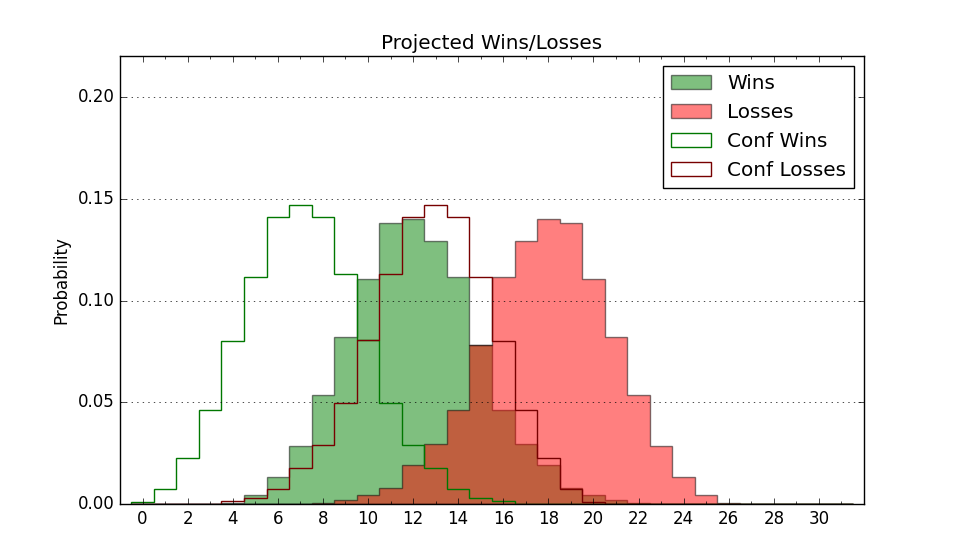 Projected Wins/Losses
Wins
Losses
Conf Wins
Conf Losses
Probability
0.20
0.15
0.10
0.05
0.00
0 2 4 6 8 10 12 14 16 18 20 22 24 26 28 30